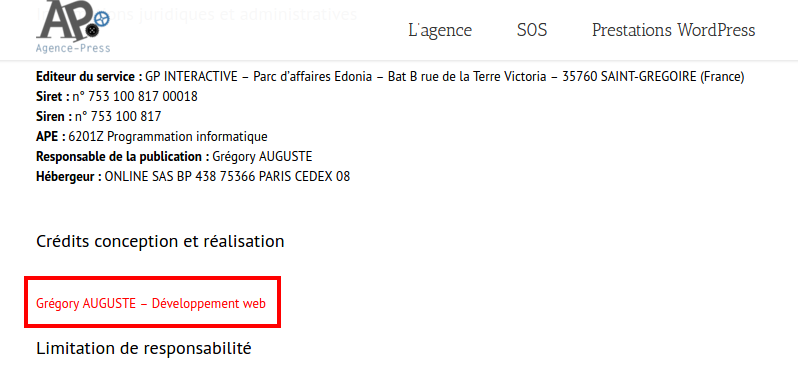 ons juridiques et administratives
AP
Agence-Press
L'agence
SOS
Prestations WordPress
Editeur du service : GP INTERACTIVE – Parc d'affaires Edonia – Bat B rue de la Terre Victoria – 35760 SAINT-GREGOIRE (France)
Siret : n° 753 100 817 00018
Siren : n° 753 100 817
APE : 6201Z Programmation informatique
Responsable de la publication : Grégory AUGUSTE
Hébergeur : ONLINE SAS BP 438 75366 PARIS CEDEX 08
Crédits conception et réalisation
Grégory AUGUSTE – Développement web
Limitation de responsabilité